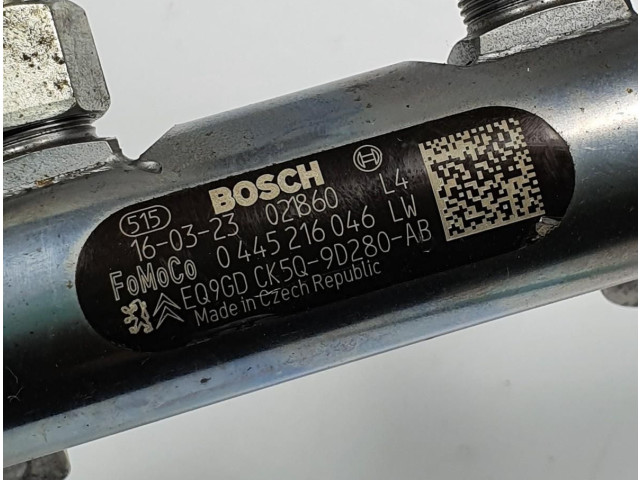 BOSCH
515
16-03-23 021860 L4
FoMoCo 0 445 216 046 LW
EQ9GD CK5Q-9D280-AB
Made in Czech Republic